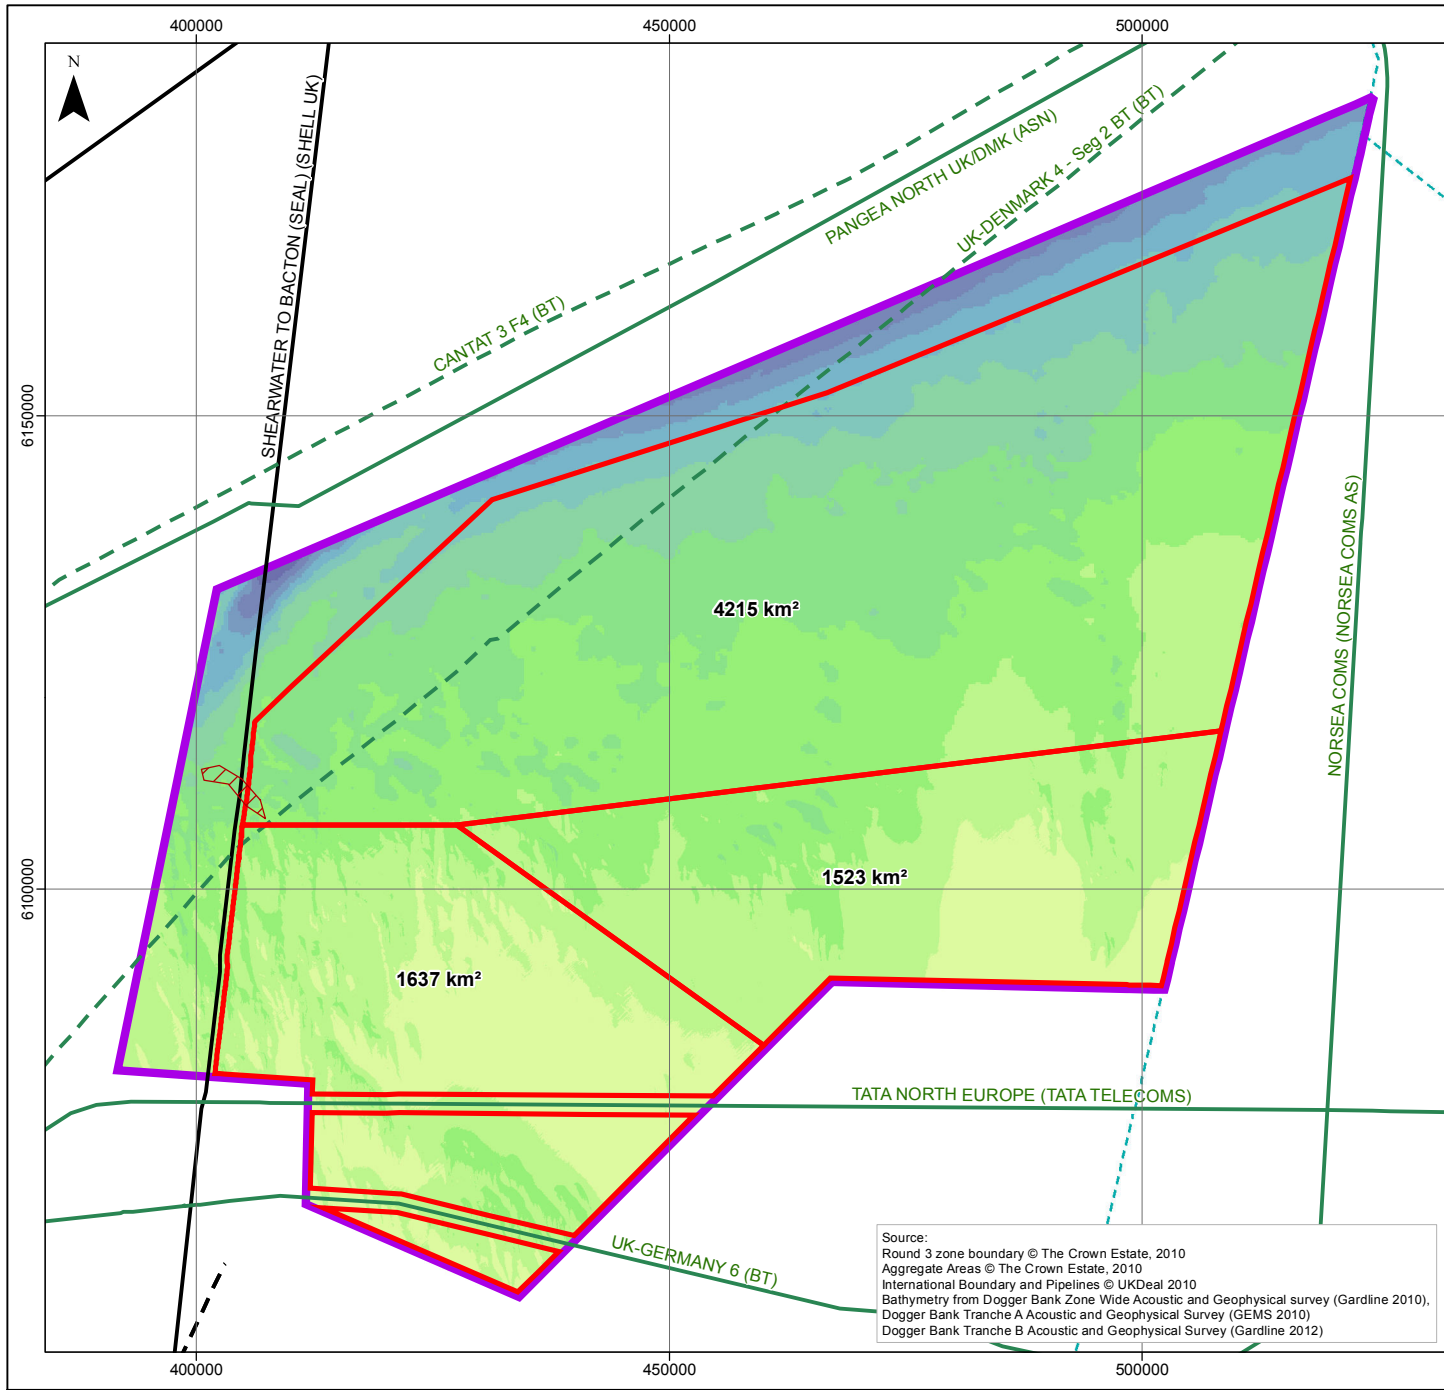 400000
450000
500000
N
SHEARWATER TO BACTON (SEAL) (SHELL UK)
CANTAT 3 F4 (BT)
PANGEA NORTH UK/DMK (ASN)
UK-DENMARK 4 - Seg 2 BT (BT)
6150000
4215 km²
NORSEA COMS (NORSEA COMS AS)
6100000
1523 km²
1637 km²
TATA NORTH EUROPE (TATA TELECOMS)
UK-GERMANY 6 (BT)
Source:
Round 3 zone boundary © The Crown Estate, 2010
Aggregate Areas © The Crown Estate, 2010
International Boundary and Pipelines © UKDeal 2010
Bathymetry from Dogger Bank Zone Wide Acoustic and Geophysical survey (Gardline 2010),
Dogger Bank Tranche A Acoustic and Geophysical Survey (GEMS 2010)
Dogger Bank Tranche B Acoustic and Geophysical Survey (Gardline 2012)
400000
450000
500000